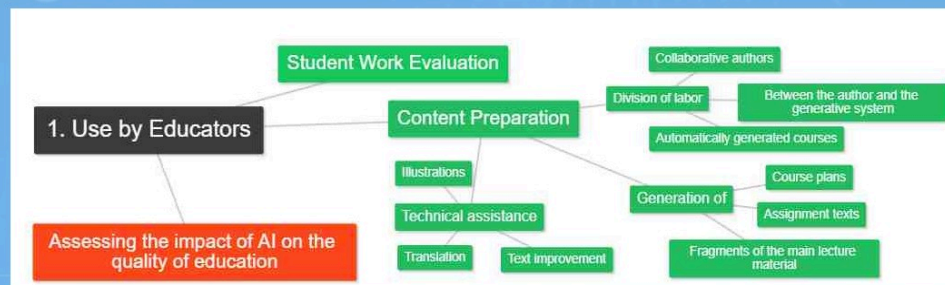 Student Work Evaluation
1. Use by Educators
Content Preparation
Division of labor
Collaborative authors
Between the author and the
generative system
Automatically generated courses
Illustrations
Technical assistance
Translation
Text improvement
Generation of
Course plans
Assignment texts
Fragments of the main lecture
material
Assessing the impact of AI on the
quality of education